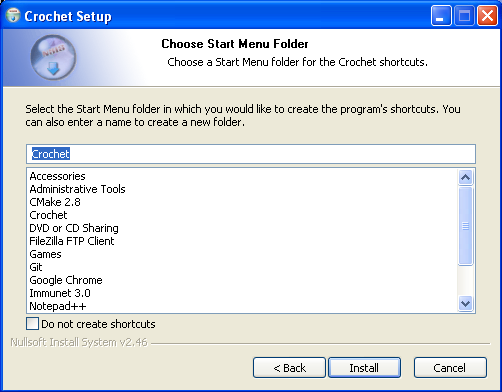 Crochet Setup
Choose Start Menu Folder
Choose a Start Menu folder for the Crochet shortcuts.
Select the Start Menu folder in which you would like to create the program's shortcuts. You
can also enter a name to create a new folder.
Crochet
Accessories
Administrative Tools
CMake 2.8
Crochet
DVD or CD Sharing
FileZilla FTP Client
Games
Git
Google Chrome
Immunet 3.0
Notepad++
Do not create shortcuts
Nullsoft Install System v2.46
< Back
Install
Cancel